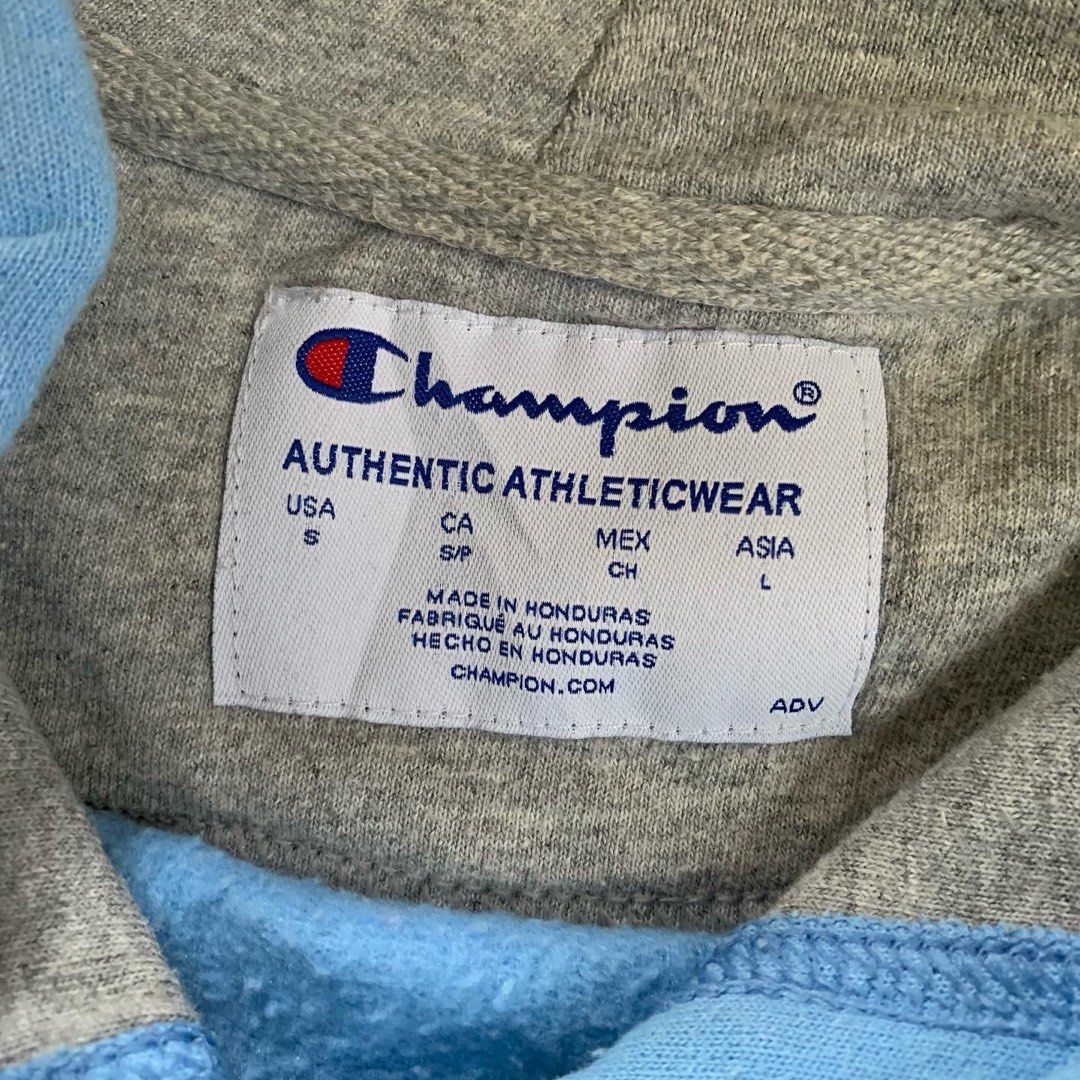 Champion®
AUTHENTIC ATHLETICWEAR
USA CA MEX ASIA
S S/P CH L
MADE IN HONDURAS
FABRIQUÉ AU HONDURAS
HECHO EN HONDURAS
CHAMPION.COM
ADV